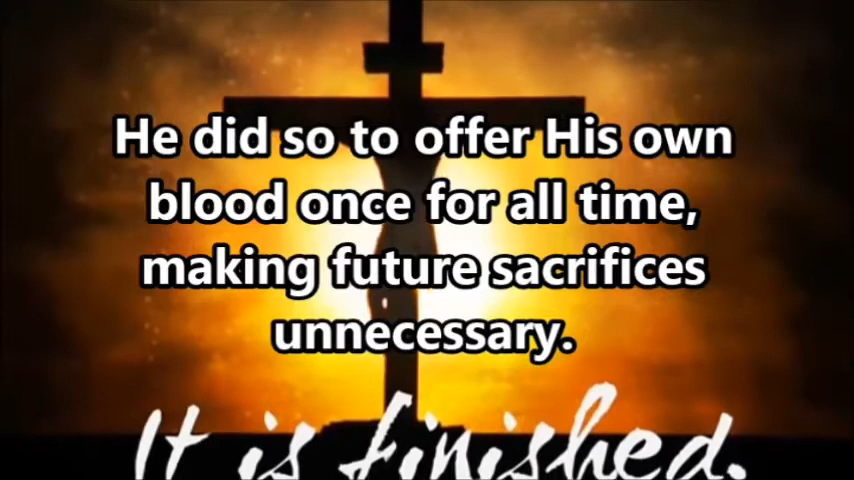 He did so to offer His own
blood once for all time,
making future sacrifices
unnecessary.
It is finished.